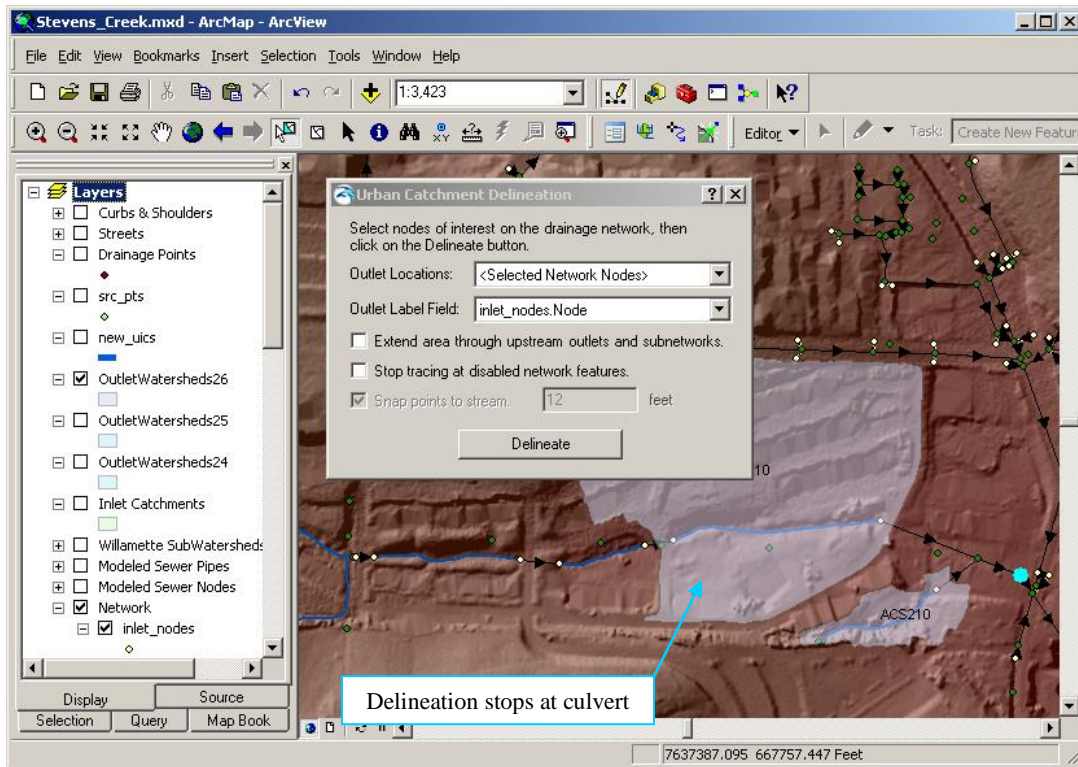 Stevens_Creek.mxd - ArcMap - ArcView
File Edit View Bookmarks Insert Selection Tools Window Help
1:3,423
Editor Task: Create New Featur
Layers
Curbs & Shoulders
Streets
Drainage Points
src_pts
new_uics
OutletWatersheds26
OutletWatersheds25
OutletWatersheds24
Inlet Catchments
Willamette SubWatersheds
Modeled Sewer Pipes
Modeled Sewer Nodes
Network
inlet_nodes
Display Source
Selection Query Map Book
Urban Catchment Delineation
Select nodes of interest on the drainage network, then
click on the Delineate button.
Outlet Locations: <Selected Network Nodes>
Outlet Label Field: inlet_nodes.Node
Extend area through upstream outlets and subnetworks.
Stop tracing at disabled network features.
Snap points to stream. 12 feet
Delineate
10
ACS210
Delineation stops at culvert
7637387.095 667757.447 Feet